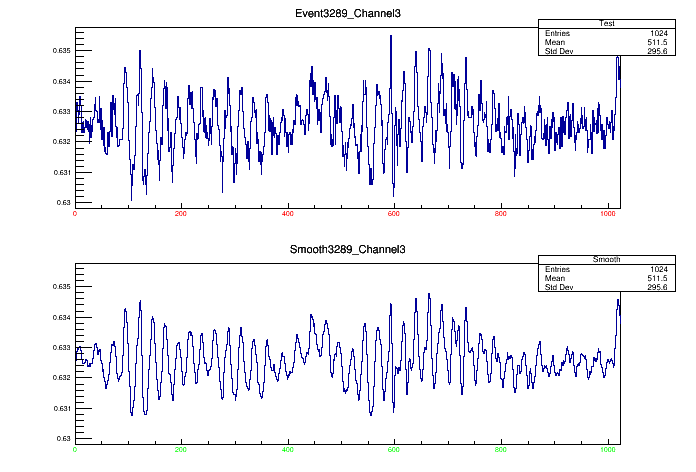 Event3289_Channel3
Test
Entries 1024
Mean 511.5
Std Dev 295.6
0.635
0.634
0.633
0.632
0.631
0.63
0 200 400 600 800 1000
Smooth3289_Channel3
Smooth
Entries 1024
Mean 511.5
Std Dev 295.6
0.635
0.634
0.633
0.632
0.631
0.63
0 200 400 600 800 1000